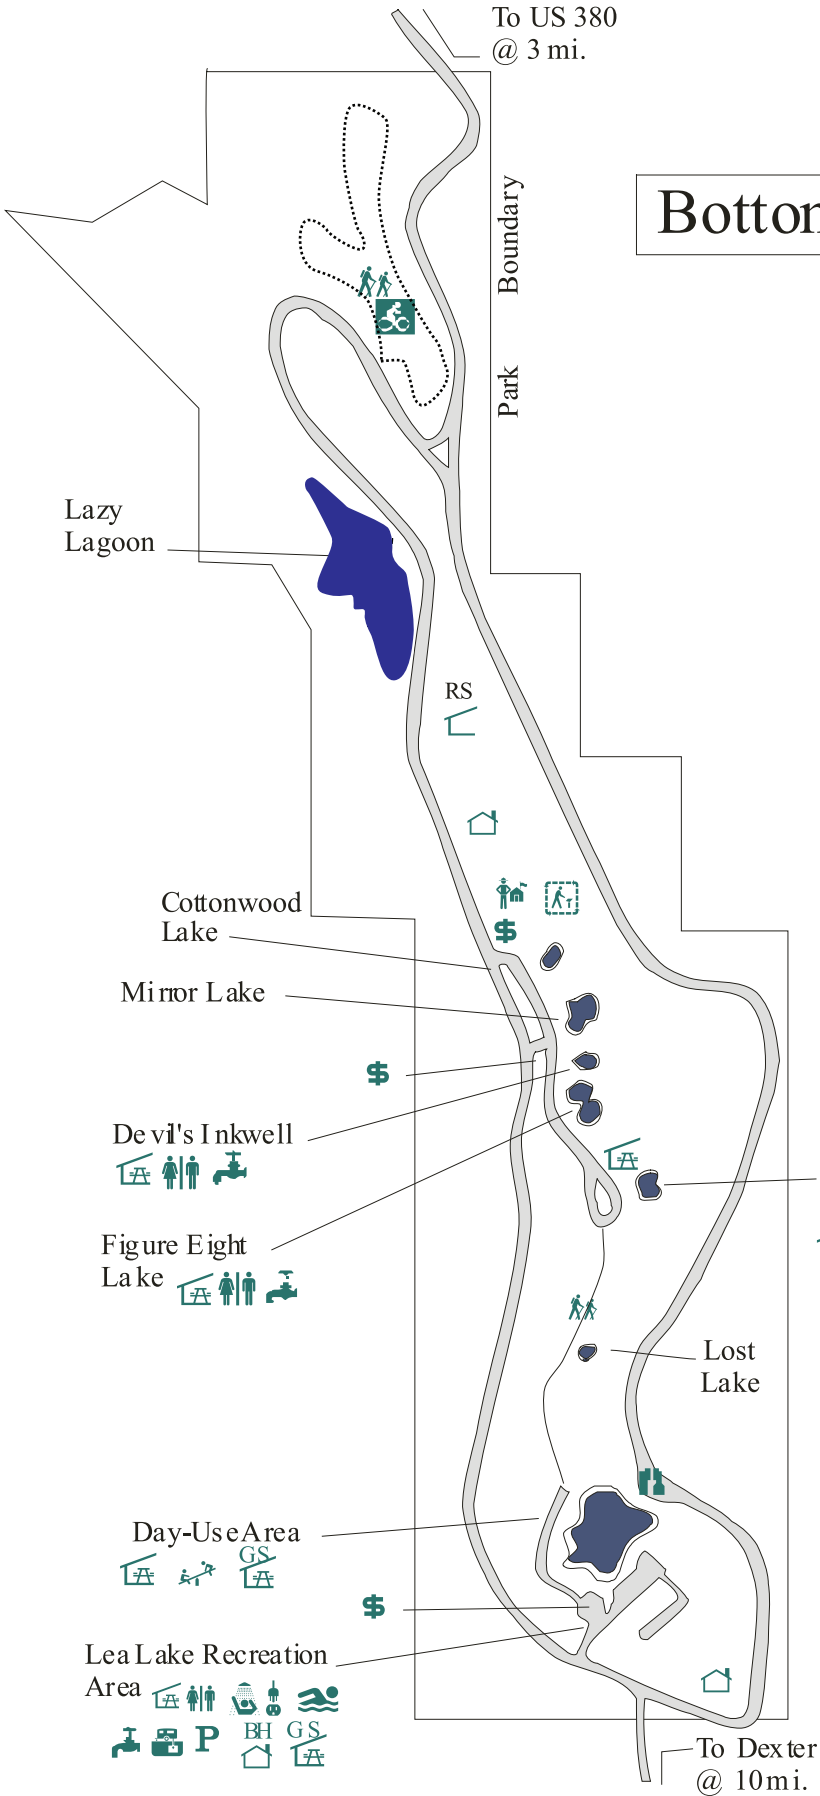 To US 380
@ 3 mi.
Park Boundary
Lazy
Lagoon
RS
Cottonwood
Lake
$
Mirror Lake
$
Devil's Inkwell
Figure Eight
Lake
Lost
Lake
Day-Use Area
GS
$
Lea Lake Recreation
Area
P
BH
GS
To Dexter
@ 10 mi.